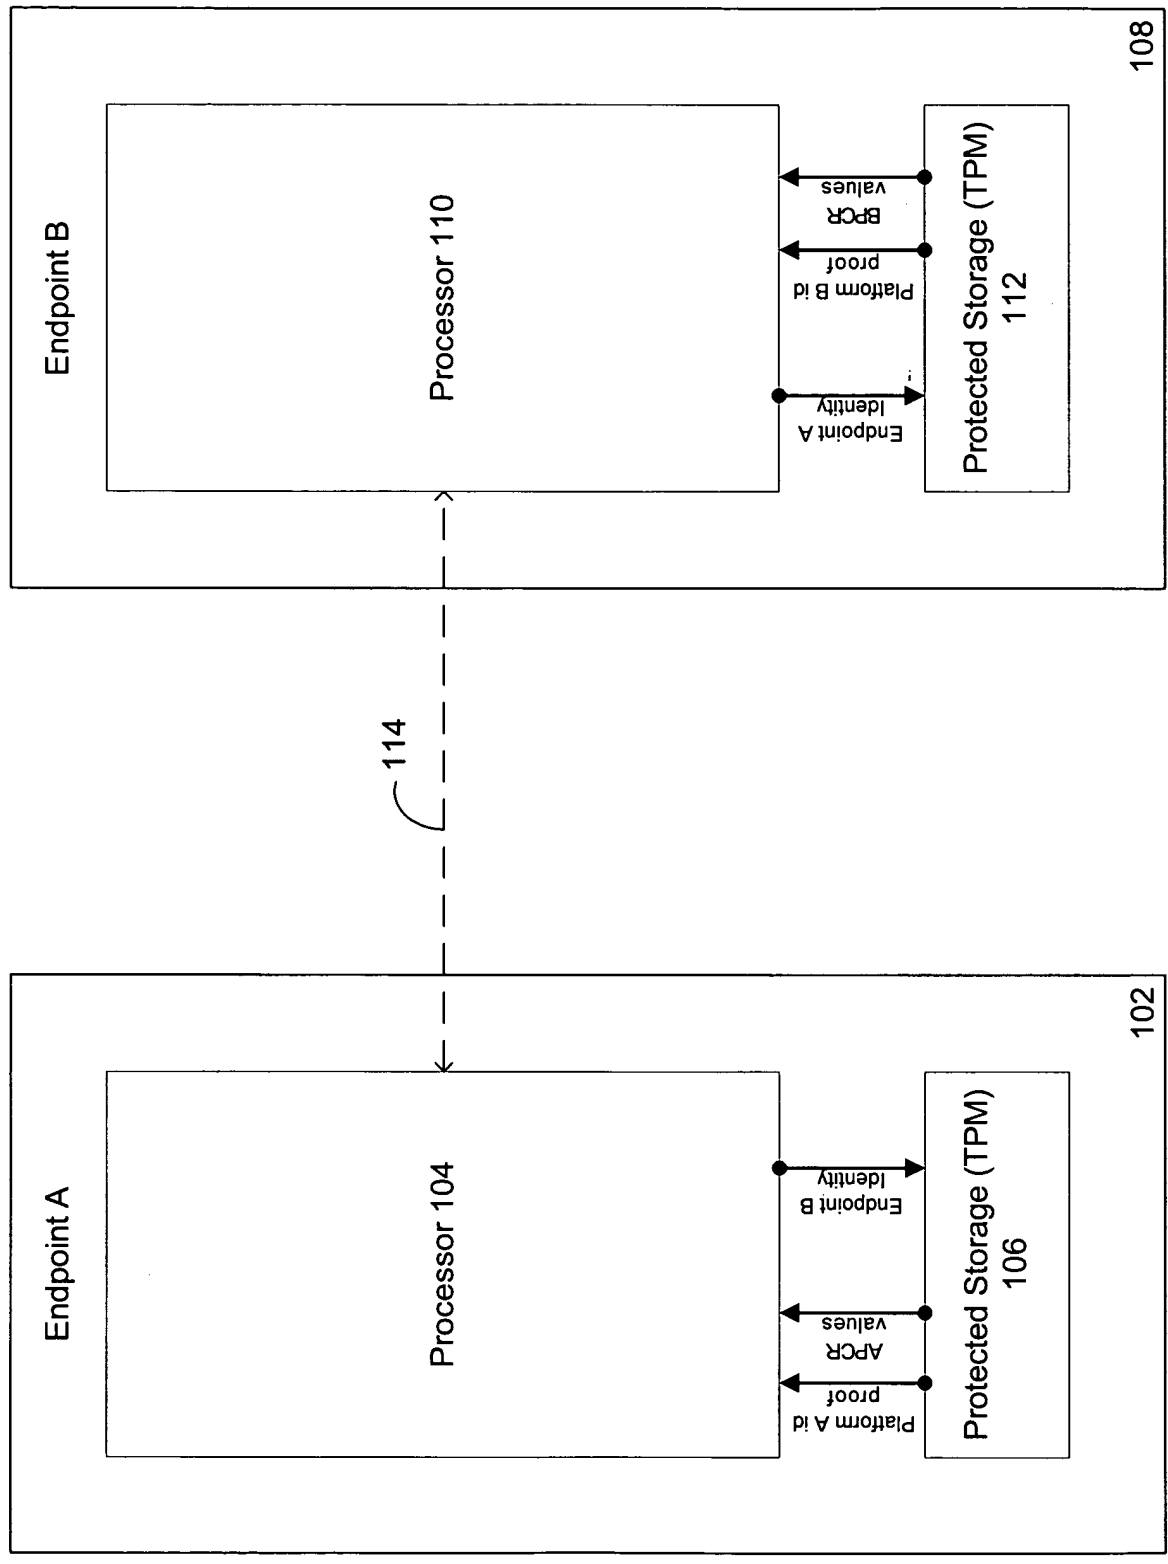 Endpoint A
Processor 104
Platform A id
proof
APCR
values
Endpoint B
Identity
Protected Storage (TPM)
106
102
114
Endpoint B
Processor 110
Endpoint A
Identity
Platform B id
proof
BPCR
values
Protected Storage (TPM)
112
108